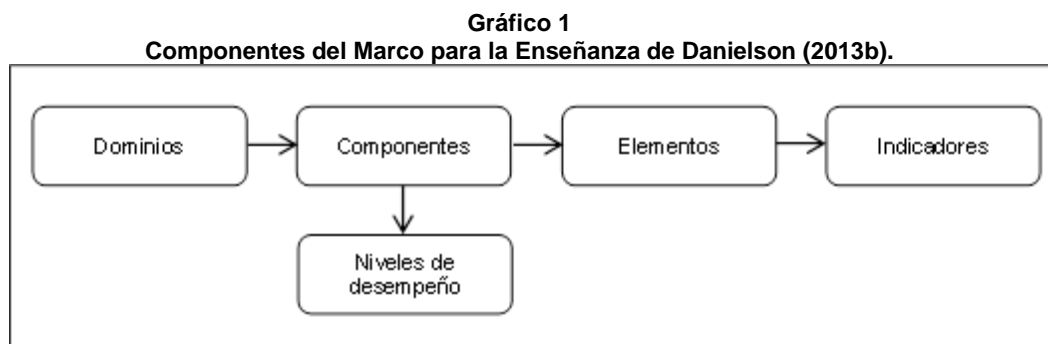 Gráfico 1
Componentes del Marco para la Enseñanza de Danielson (2013b).
Dominios
Componentes
Elementos
Indicadores
Niveles de
desempeño